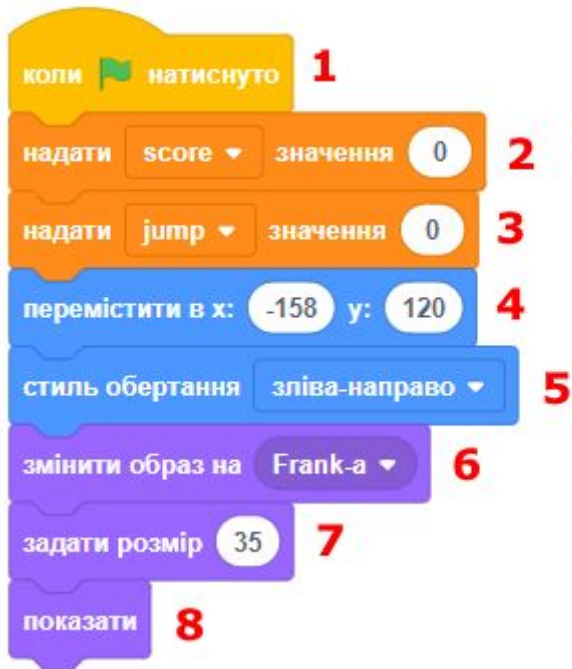 коли натиснуто 1
надати score значення 0 2
надати jump значення 0 3
перемістити в x: -158 y: 120 4
стиль обертання зліва-направо 5
змінити образ на Frank-a 6
задати розмір 35 7
показати 8